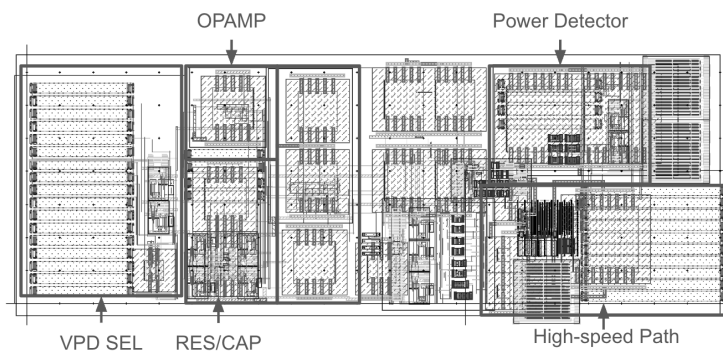 OPAMP
Power Detector
VPD SEL
RES/CAP
High-speed Path